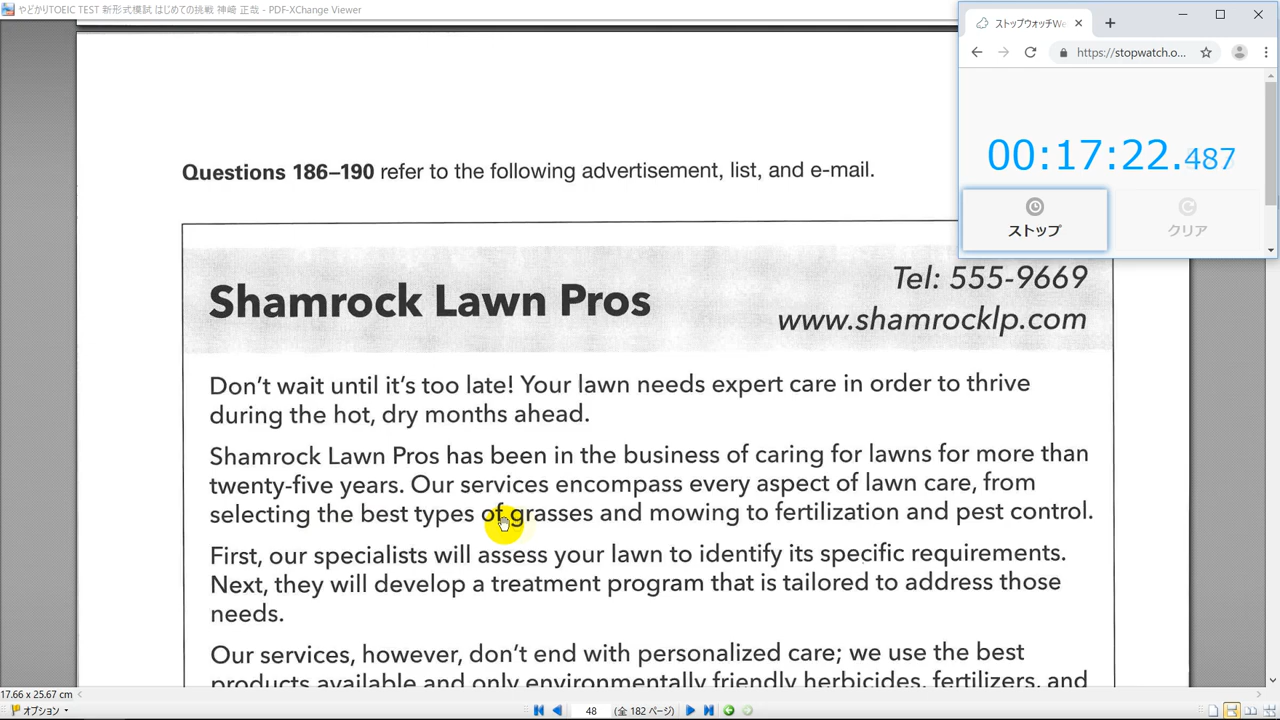 やどかりTOEIC TEST 新形式模試 はじめての挑戦 神崎 正哉 - PDF-XChange Viewer
ストップウォッチWe
https://stopwatch.o...
00:17:22.487
ストップ
クリア
Questions 186–190 refer to the following advertisement, list, and e-mail.
Shamrock Lawn Pros
Tel: 555-9669
www.shamrocklp.com
Don't wait until it's too late! Your lawn needs expert care in order to thrive
during the hot, dry months ahead.
Shamrock Lawn Pros has been in the business of caring for lawns for more than
twenty-five years. Our services encompass every aspect of lawn care, from
selecting the best types of grasses and mowing to fertilization and pest control.
First, our specialists will assess your lawn to identify its specific requirements.
Next, they will develop a treatment program that is tailored to address those
needs.
Our services, however, don't end with personalized care; we use the best
products available and only environmentally friendly herbicides, fertilizers, and
17.66 x 25.67 cm
オプション
48
(全 182 ページ)